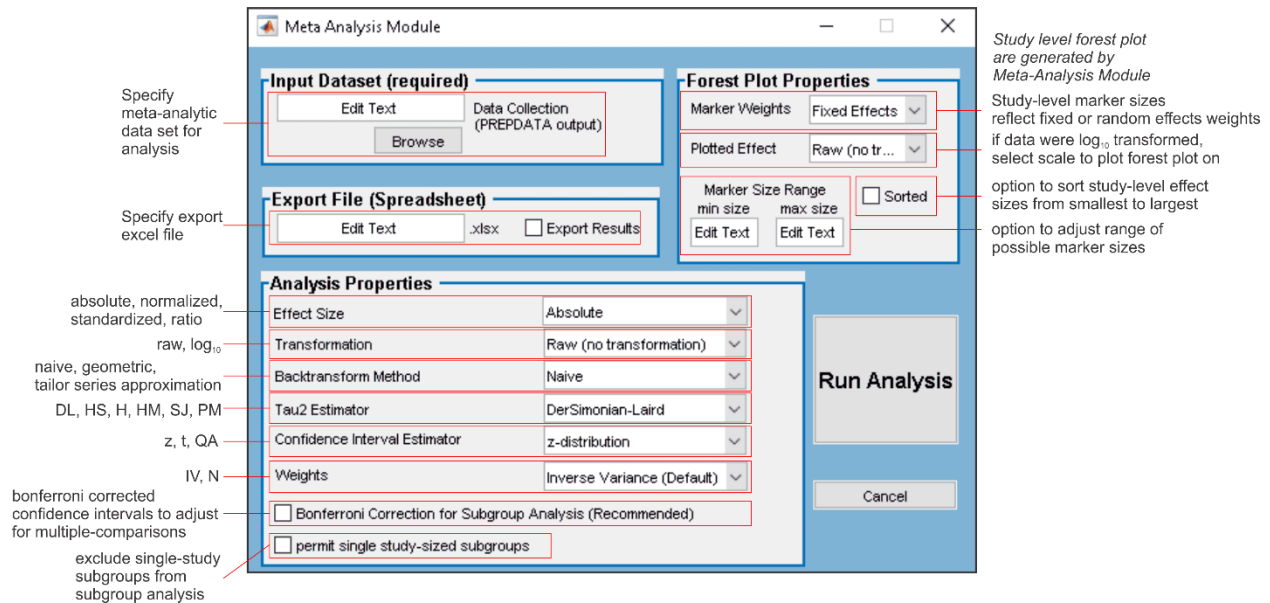 Meta Analysis Module
Study level forest plot
are generated by
Meta-Analysis Module
Input Dataset (required)
Edit Text
Data Collection
(PREPDATA output)
Browse
Specify
meta-analytic
data set for
analysis
Export File (Spreadsheet)
Edit Text
.xlsx
Export Results
Specify export
excel file
Forest Plot Properties
Marker Weights
Fixed Effects
Study-level marker sizes
reflect fixed or random effects weights
Plotted Effect
Raw (no tr...
if data were log₁₀ transformed,
select scale to plot forest plot on
Marker Size Range
min size
max size
Edit Text
Edit Text
Sorted
option to sort study-level effect
sizes from smallest to largest
option to adjust range of
possible marker sizes
Analysis Properties
absolute, normalized,
standardized, ratio
Effect Size
Absolute
raw, log₁₀
Transformation
Raw (no transformation)
naive, geometric,
tailor series approximation
Backtransform Method
Naive
DL, HS, H, HM, SJ, PM
Tau2 Estimator
DerSimonian-Laird
z, t, QA
Confidence Interval Estimator
z-distribution
IV, N
Weights
Inverse Variance (Default)
bonferroni corrected
confidence intervals to adjust
for multiple-comparisons
Bonferroni Correction for Subgroup Analysis (Recommended)
permit single study-sized subgroups
exclude single-study
subgroups from
subgroup analysis
Run Analysis
Cancel